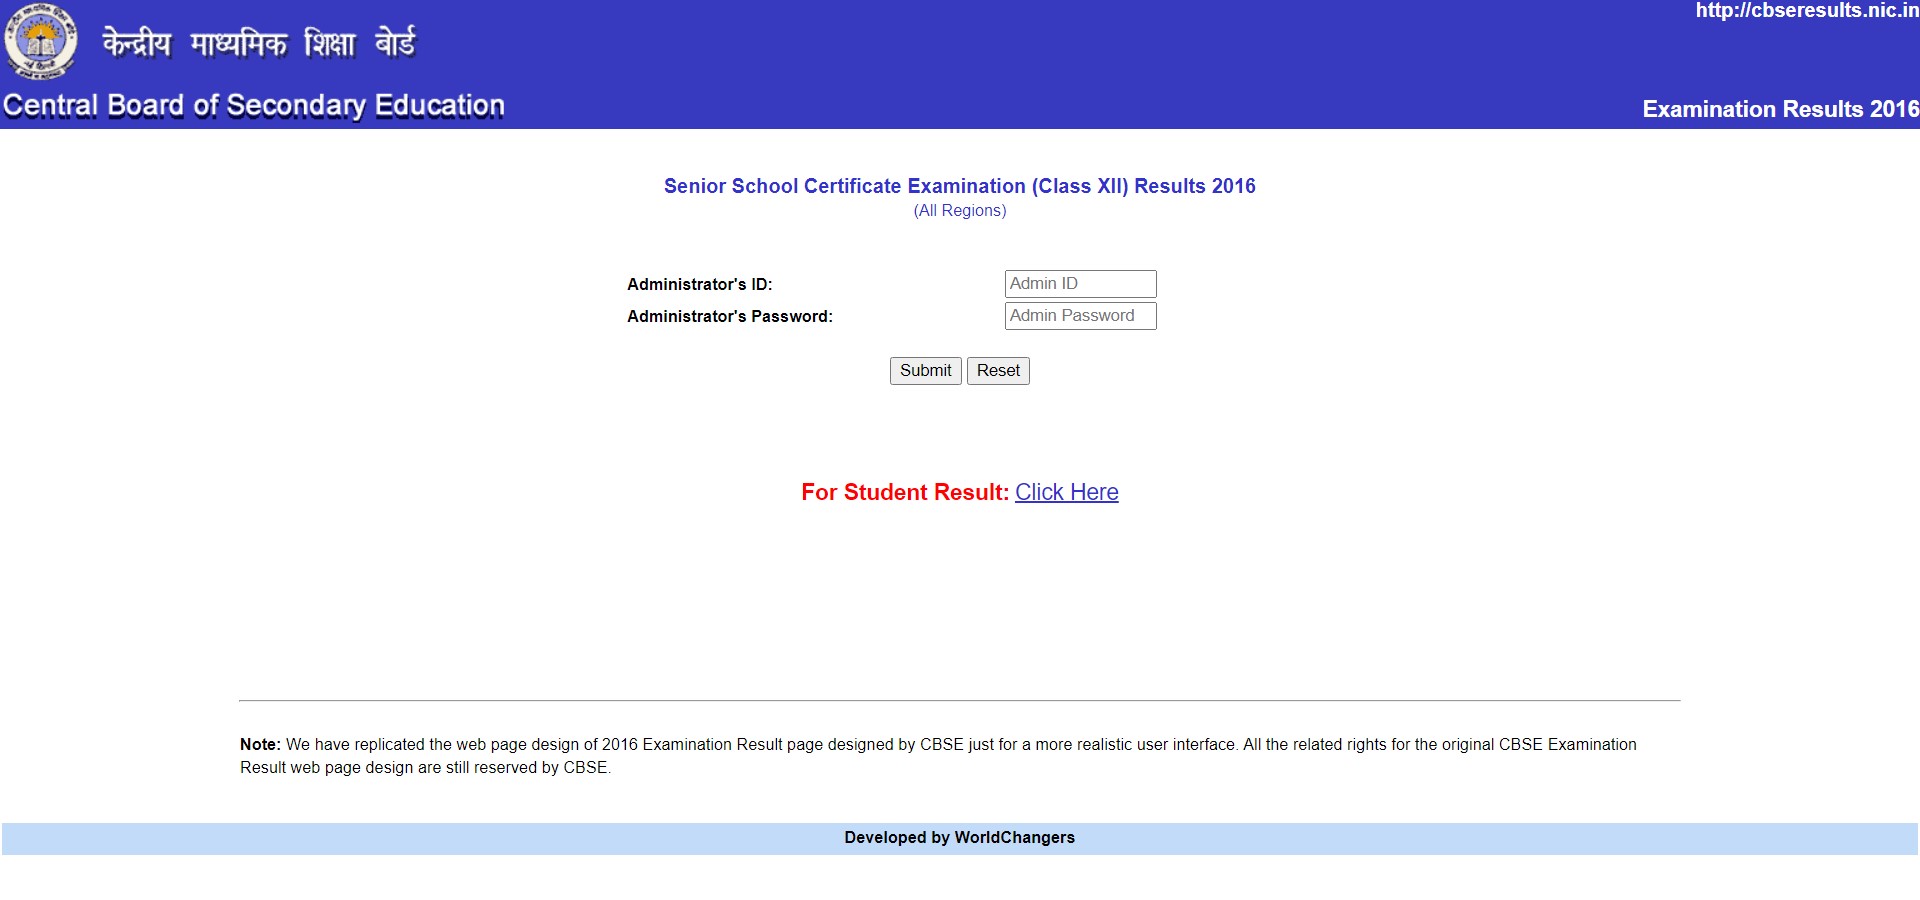 http://cbseresults.nic.in
केन्द्रीय माध्यमिक शिक्षा बोर्ड
Central Board of Secondary Education
Examination Results 2016
Senior School Certificate Examination (Class XII) Results 2016
(All Regions)
Administrator's ID: Admin ID
Administrator's Password: Admin Password
Submit Reset
For Student Result: Click Here
Note: We have replicated the web page design of 2016 Examination Result page designed by CBSE just for a more realistic user interface. All the related rights for the original CBSE Examination
Result web page design are still reserved by CBSE.
Developed by WorldChangers